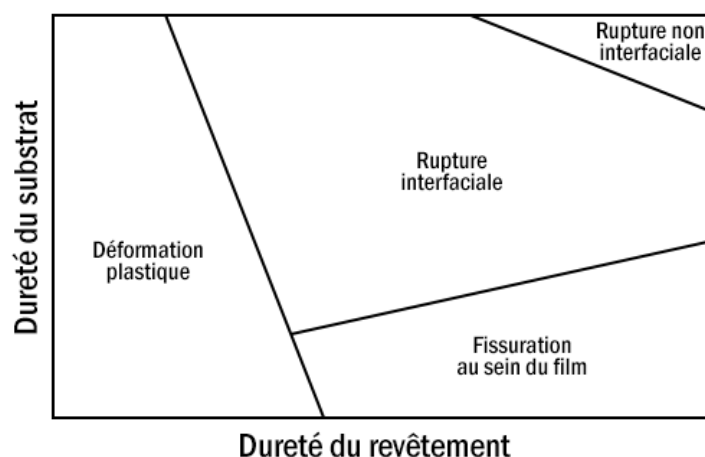 Rupture non
interfaciale
Rupture
interfaciale
Déformation
plastique
Fissuration
au sein du film
Dureté du substrat
Dureté du revêtement